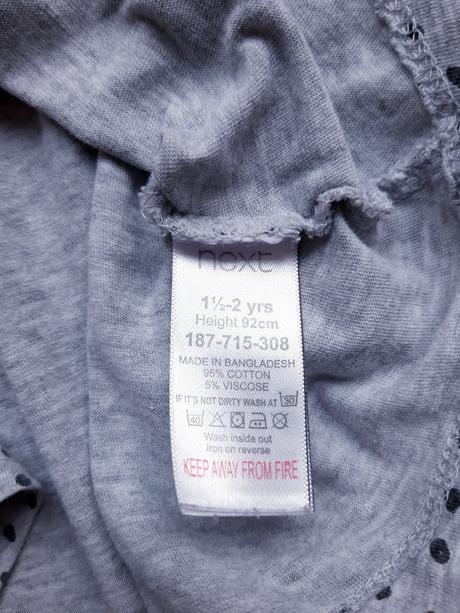 next
1½-2 yrs
Height 92cm
187-715-308
MADE IN BANGLADESH
95% COTTON
5% VISCOSE
IF IT'S NOT DIRTY WASH AT 30
40
Wash inside out
Iron on reverse
KEEP AWAY FROM FIRE